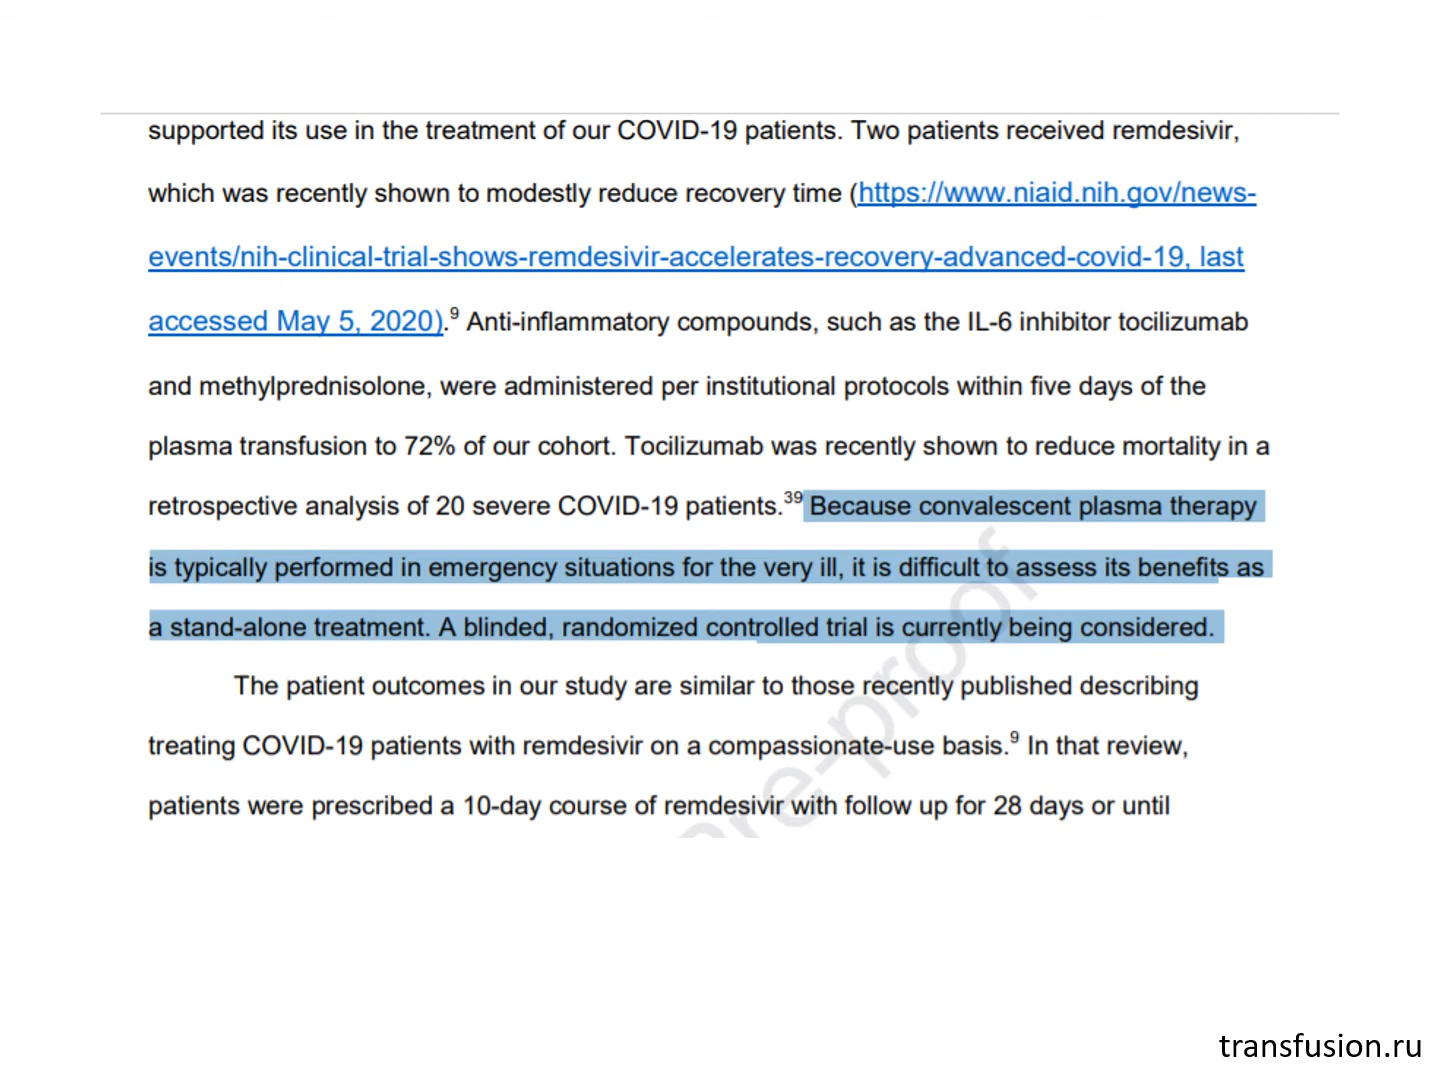 supported its use in the treatment of our COVID-19 patients. Two patients received remdesivir,
which was recently shown to modestly reduce recovery time (https://www.niaid.nih.gov/news-
events/nih-clinical-trial-shows-remdesivir-accelerates-recovery-advanced-covid-19, last
accessed May 5, 2020).9 Anti-inflammatory compounds, such as the IL-6 inhibitor tocilizumab
and methylprednisolone, were administered per institutional protocols within five days of the
plasma transfusion to 72% of our cohort. Tocilizumab was recently shown to reduce mortality in a
retrospective analysis of 20 severe COVID-19 patients.39 Because convalescent plasma therapy
is typically performed in emergency situations for the very ill, it is difficult to assess its benefits as
a stand-alone treatment. A blinded, randomized controlled trial is currently being considered.
The patient outcomes in our study are similar to those recently published describing
treating COVID-19 patients with remdesivir on a compassionate-use basis.9 In that review,
patients were prescribed a 10-day course of remdesivir with follow up for 28 days or until
Pre-proof
transfusion.ru